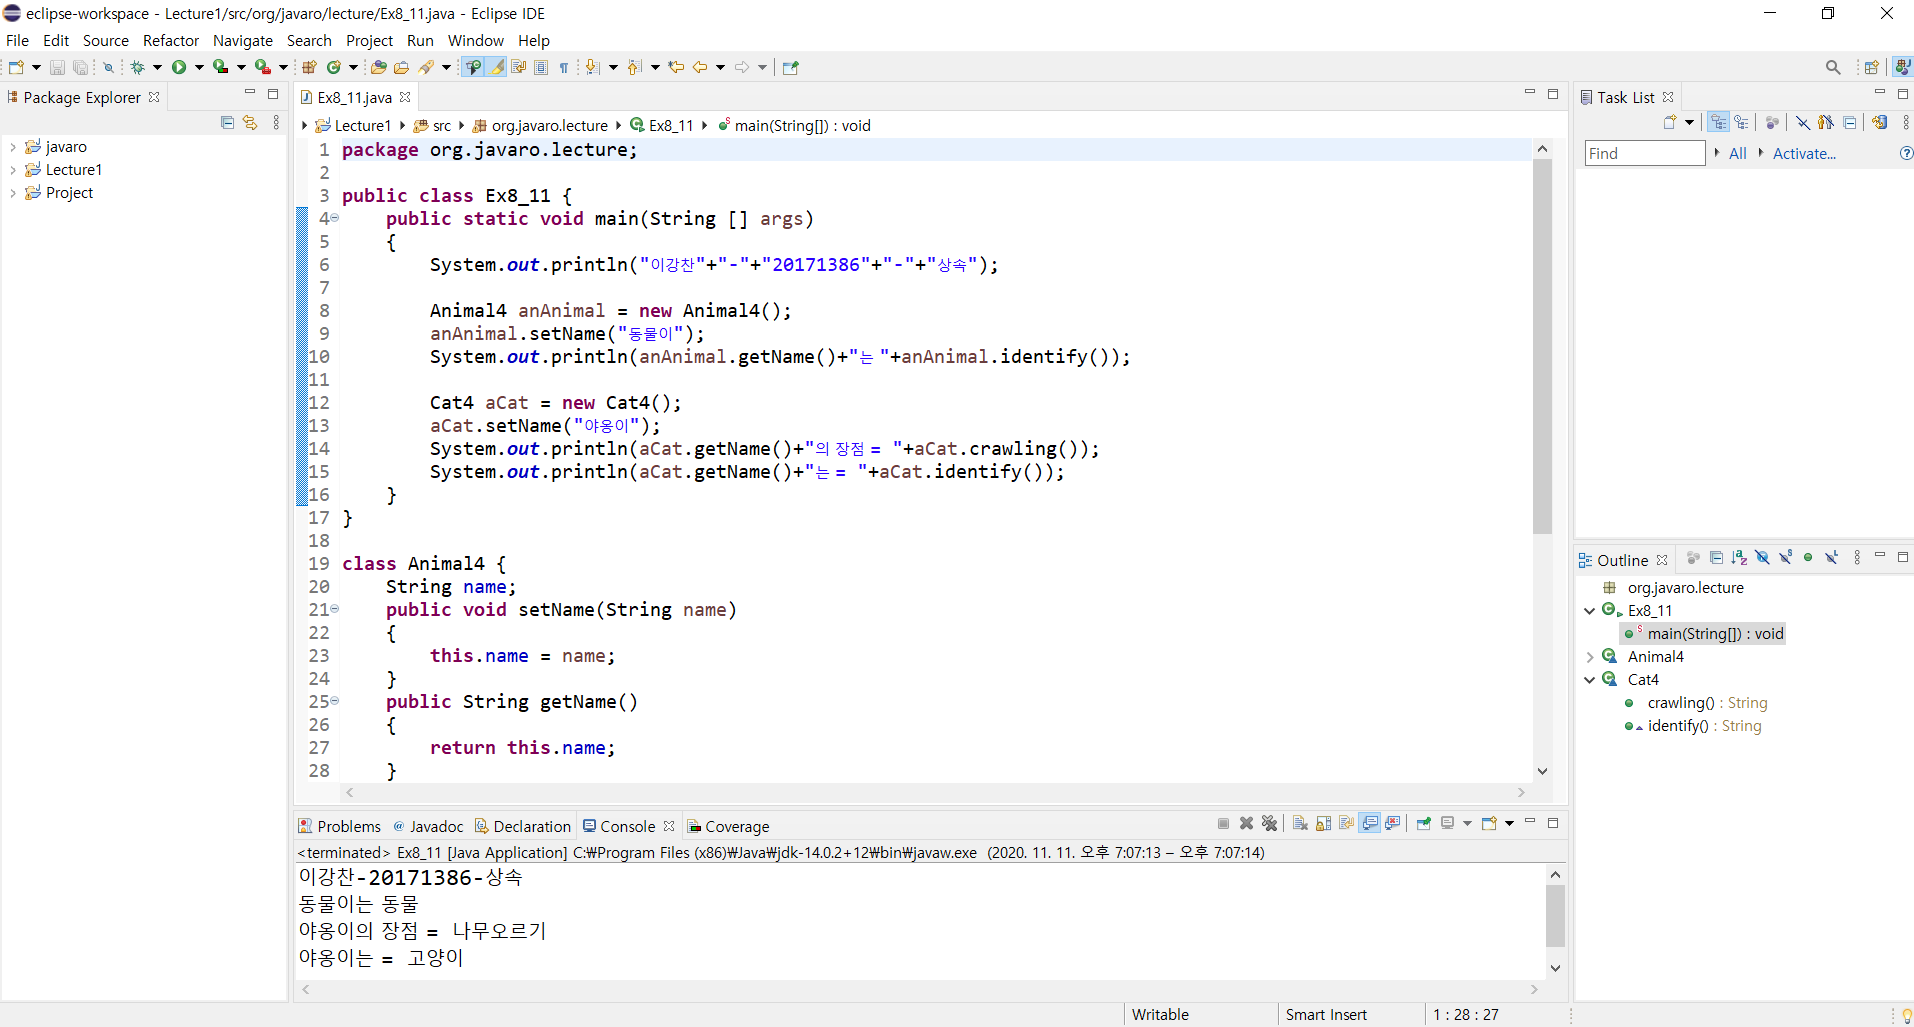 eclipse-workspace - Lecture1/src/org/javaro/lecture/Ex8_11.java - Eclipse IDE
File Edit Source Refactor Navigate Search Project Run Window Help
Package Explorer
javaro
Lecture1
Project
Ex8_11.java
Lecture1 src org.javaro.lecture Ex8_11 main(String[]) : void
1 package org.javaro.lecture;
2
3 public class Ex8_11 {
4 public static void main(String [] args)
5 {
6 System.out.println("이강찬"+"-"+"20171386"+"-"+"상속");
7
8 Animal4 anAnimal = new Animal4();
9 anAnimal.setName("동물이");
10 System.out.println(anAnimal.getName()+"는 "+anAnimal.identify());
11
12 Cat4 aCat = new Cat4();
13 aCat.setName("야옹이");
14 System.out.println(aCat.getName()+"의 장점 = "+aCat.crawling());
15 System.out.println(aCat.getName()+"는 = "+aCat.identify());
16 }
17 }
18
19 class Animal4 {
20 String name;
21 public void setName(String name)
22 {
23 this.name = name;
24 }
25 public String getName()
26 {
27 return this.name;
28 }
Problems Javadoc Declaration Console Coverage
<terminated> Ex8_11 [Java Application] C:₩Program Files (x86)₩Java₩jdk-14.0.2+12₩bin₩javaw.exe (2020. 11. 11. 오후 7:07:13 – 오후 7:07:14)
이강찬-20171386-상속
동물이는 동물
야옹이의 장점 = 나무오르기
야옹이는 = 고양이
Task List
Find All Activate...
Outline
org.javaro.lecture
Ex8_11
main(String[]) : void
Animal4
Cat4
crawling() : String
identify() : String
Writable Smart Insert 1 : 28 : 27